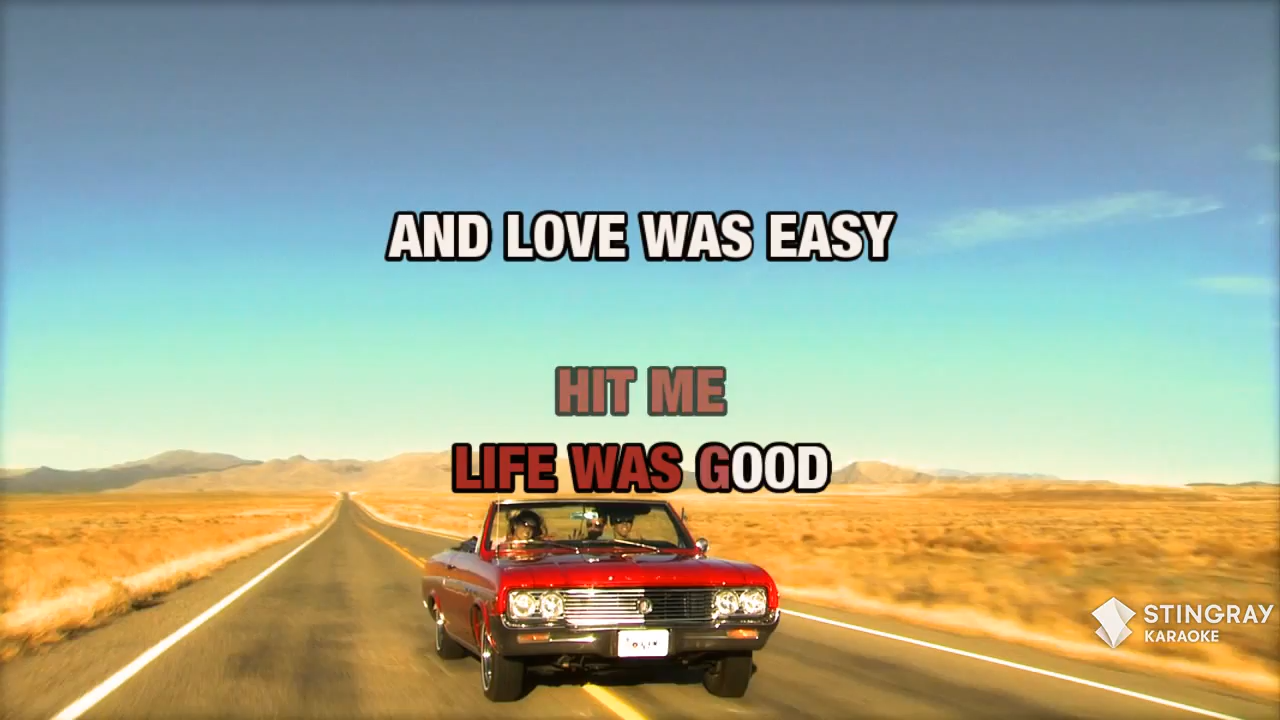 AND LOVE WAS EASY
HIT ME
LIFE WAS GOOD
STINGRAY
KARAOKE